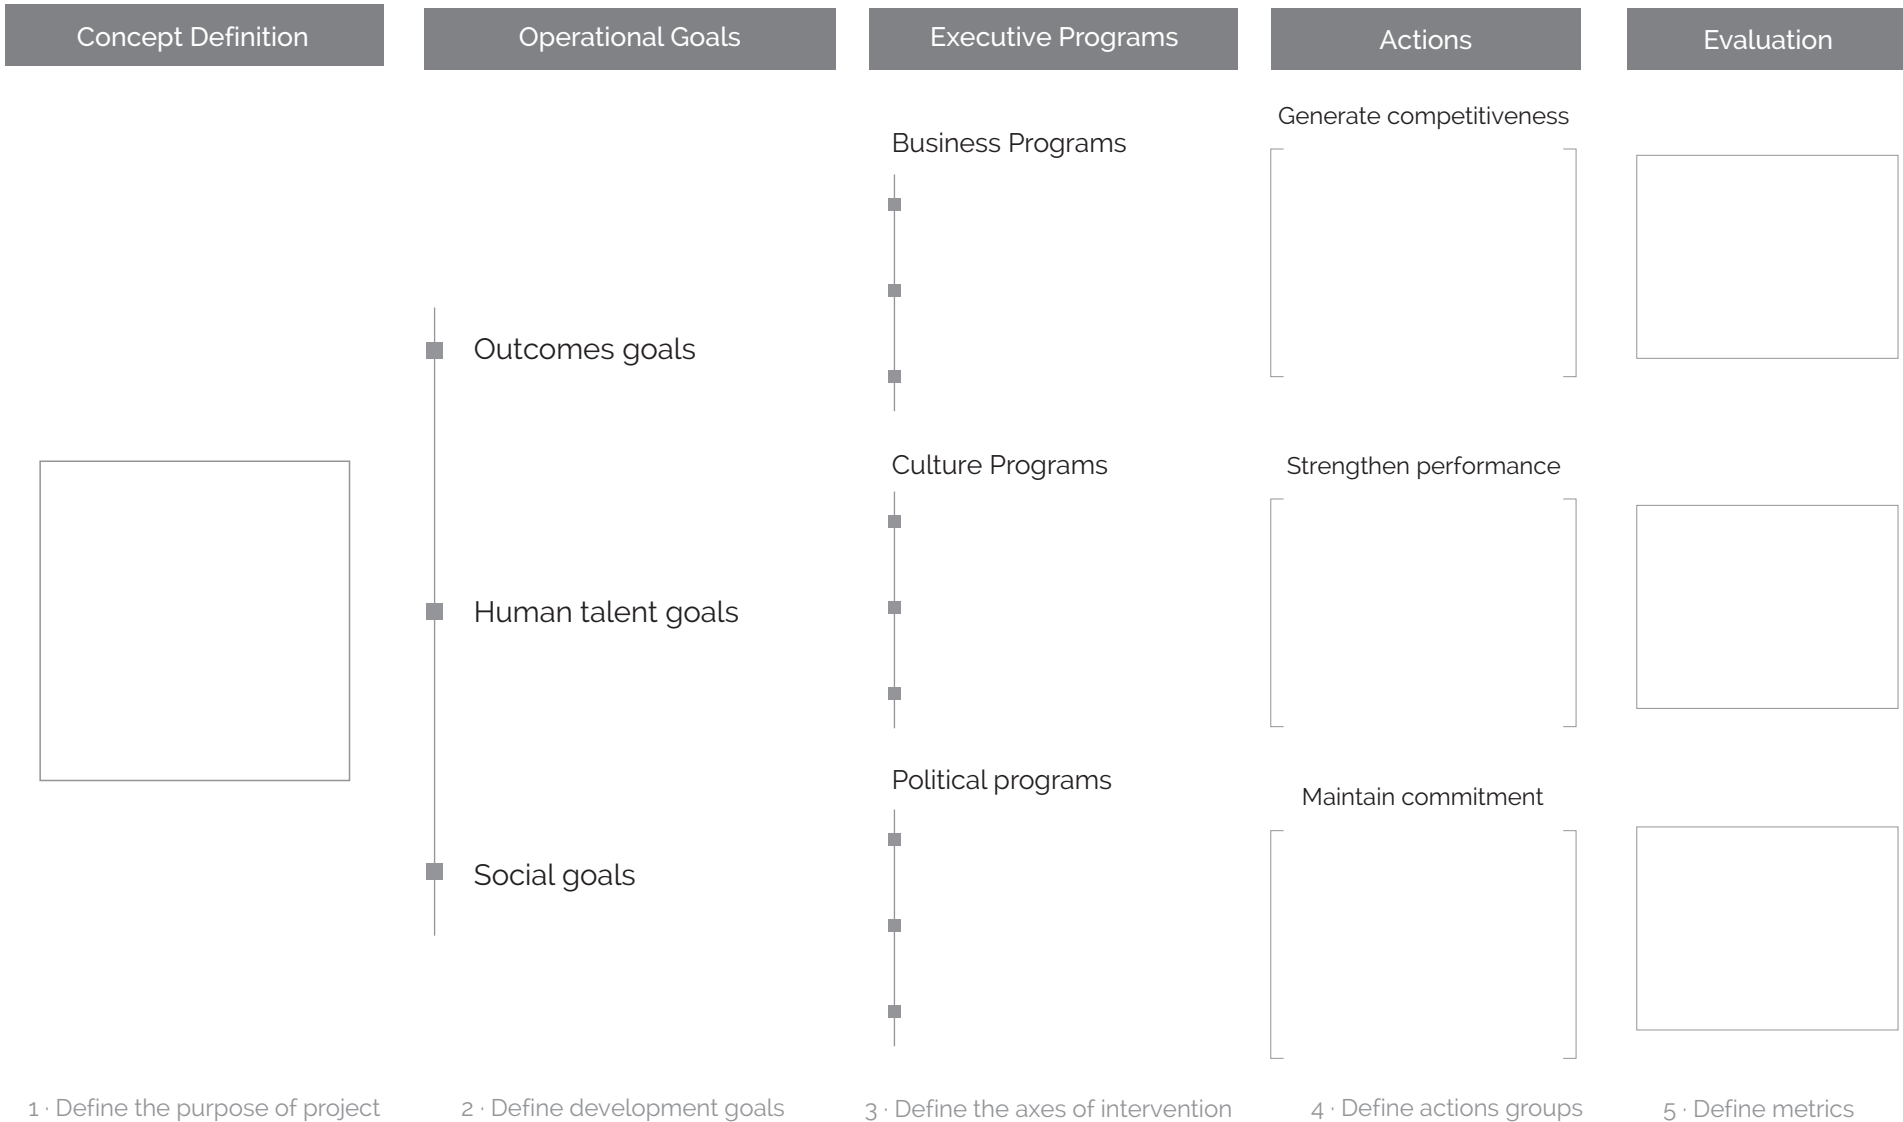 Concept Definition
Operational Goals
Executive Programs
Actions
Evaluation
Outcomes goals
Human talent goals
Social goals
Business Programs
Culture Programs
Political programs
Generate competitiveness
Strengthen performance
Maintain commitment
1 · Define the purpose of project
2 · Define development goals
3 · Define the axes of intervention
4 · Define actions groups
5 · Define metrics